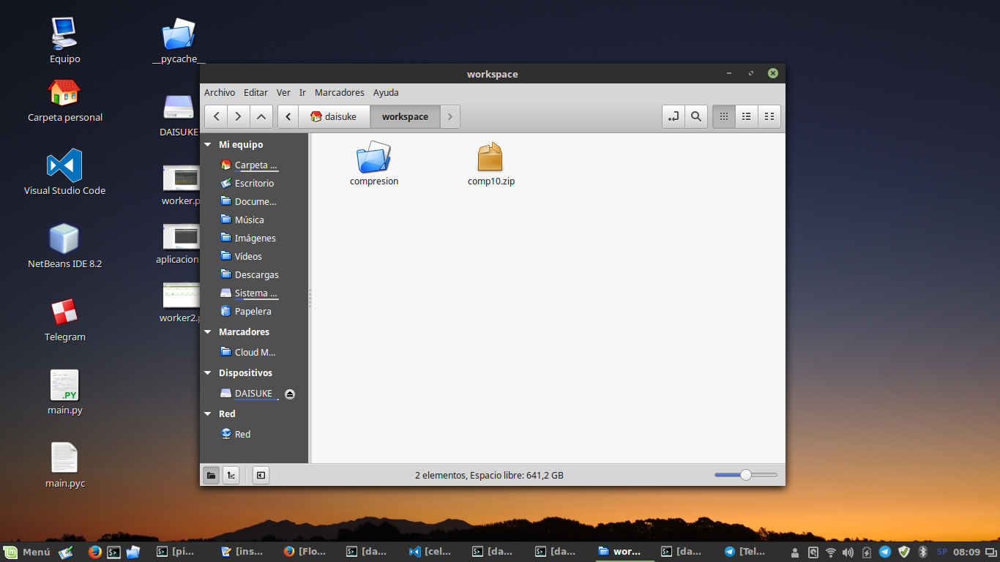 Equipo
__pycache__
Carpeta personal
DAISUKE
Visual Studio Code
worker.p
NetBeans IDE 8.2
aplicacion
worker2.p
Telegram
main.py
main.pyc
.PY
workspace
Archivo Editar Ver Ir Marcadores Ayuda
daisuke workspace
Mi equipo
Carpeta ...
Escritorio
Docume...
Música
Imágenes
Vídeos
Descargas
Sistema ...
Papelera
Marcadores
Cloud M...
Dispositivos
DAISUKE
Red
Red
compresion
comp10.zip
2 elementos, Espacio libre: 641,2 GB
Menú [pi... [ins... [Flo... [da... [cel... [da... [da... wor... [da... [Tel... SP 08:09